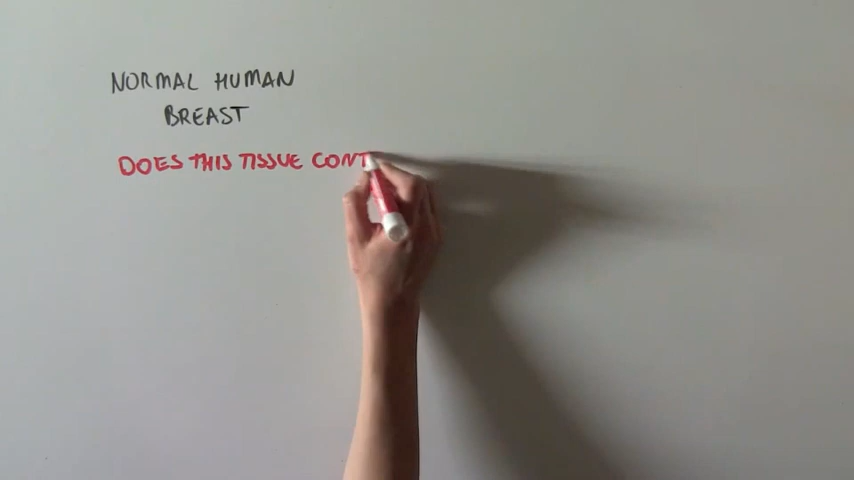 NORMAL HUMAN
BREAST
DOES THIS TISSUE CONT